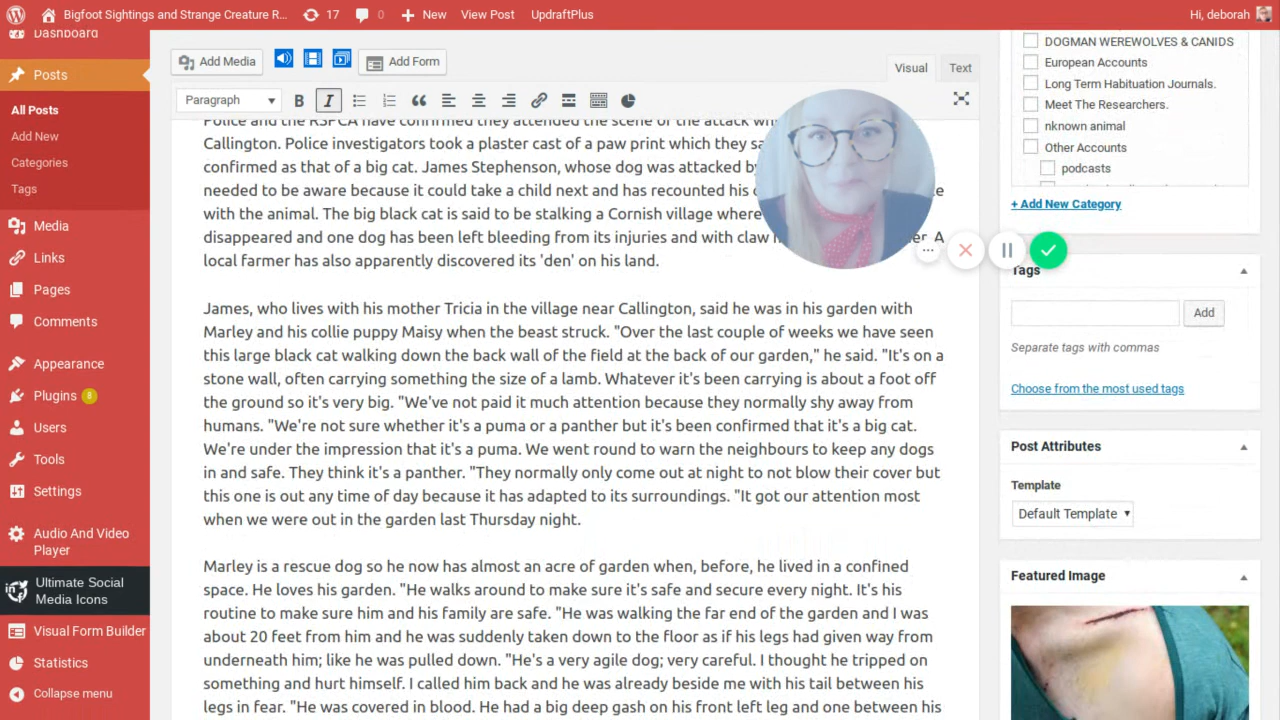 Bigfoot Sightings and Strange Creature R... 17 0 New View Post UpdraftPlus Hi, deborah
Dashboard
Posts
All Posts
Add New
Categories
Tags
Media
Links
Pages
Comments
Appearance
Plugins 8
Users
Tools
Settings
Audio And Video
Player
Ultimate Social
Media Icons
Visual Form Builder
Statistics
Collapse menu
Add Media Add Form
Visual Text
Paragraph B I
Police and the RSPCA have confirmed they attended the scene of the attack
Callington. Police investigators took a plaster cast of a paw print which they
confirmed as that of a big cat. James Stephenson, whose dog was attacked
needed to be aware because it could take a child next and has recounted his
with the animal. The big black cat is said to be stalking a Cornish village where
disappeared and one dog has been left bleeding from its injuries and with claw A
local farmer has also apparently discovered its 'den' on his land.
James, who lives with his mother Tricia in the village near Callington, said he was in his garden with
Marley and his collie puppy Maisy when the beast struck. "Over the last couple of weeks we have seen
this large black cat walking down the back wall of the field at the back of our garden," he said. "It's on a
stone wall, often carrying something the size of a lamb. Whatever it's been carrying is about a foot off
the ground so it's very big. "We've not paid it much attention because they normally shy away from
humans. "We're not sure whether it's a puma or a panther but it's been confirmed that it's a big cat.
We're under the impression that it's a puma. We went round to warn the neighbours to keep any dogs
in and safe. They think it's a panther. "They normally only come out at night to not blow their cover but
this one is out any time of day because it has adapted to its surroundings. "It got our attention most
when we were out in the garden last Thursday night.
Marley is a rescue dog so he now has almost an acre of garden when, before, he lived in a confined
space. He loves his garden. "He walks around to make sure it's safe and secure every night. It's his
routine to make sure him and his family are safe. "He was walking the far end of the garden and I was
about 20 feet from him and he was suddenly taken down to the floor as if his legs had given way from
underneath him; like he was pulled down. "He's a very agile dog; very careful. I thought he tripped on
something and hurt himself. I called him back and he was already beside me with his tail between his
legs in fear. "He was covered in blood. He had a big deep gash on his front left leg and one between his
DOGMAN WEREWOLVES & CANIDS
European Accounts
Long Term Habituation Journals.
Meet The Researchers.
nknown animal
Other Accounts
podcasts
+ Add New Category
Tags
Add
Separate tags with commas
Choose from the most used tags
Post Attributes
Template
Default Template
Featured Image